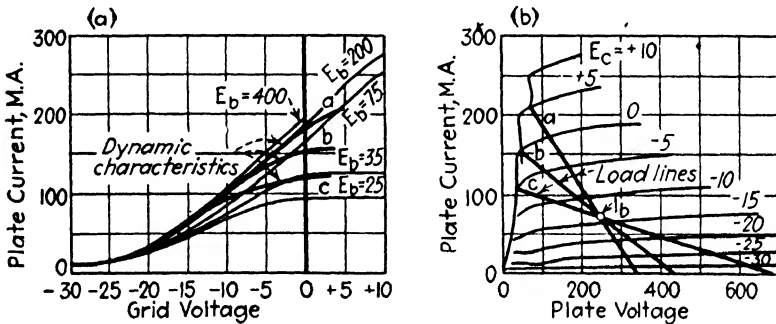 (a)
Plate Current, M.A.
300
200
100
0
E_b=200
E_b=400
a
E_b=75
b
Dynamic
characteristics
E_b=35
c E_b=25
-30 -25 -20 -15 -10 -5 0 +5 +10
Grid Voltage
(b)
Plate Current, M.A.
300
200
100
0
E_c=+10
+5
a
0
b
-5
c
Load lines
-10
b
-15
-20
-25
-30
0 200 400 600
Plate Voltage